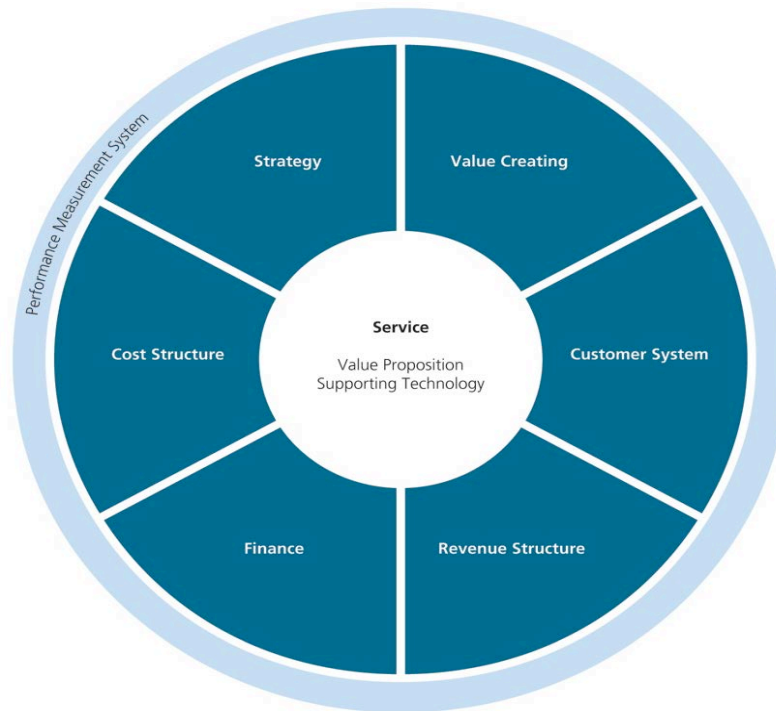 Performance Measurement System
Strategy
Value Creating
Cost Structure
Service
Value Proposition
Supporting Technology
Customer System
Finance
Revenue Structure